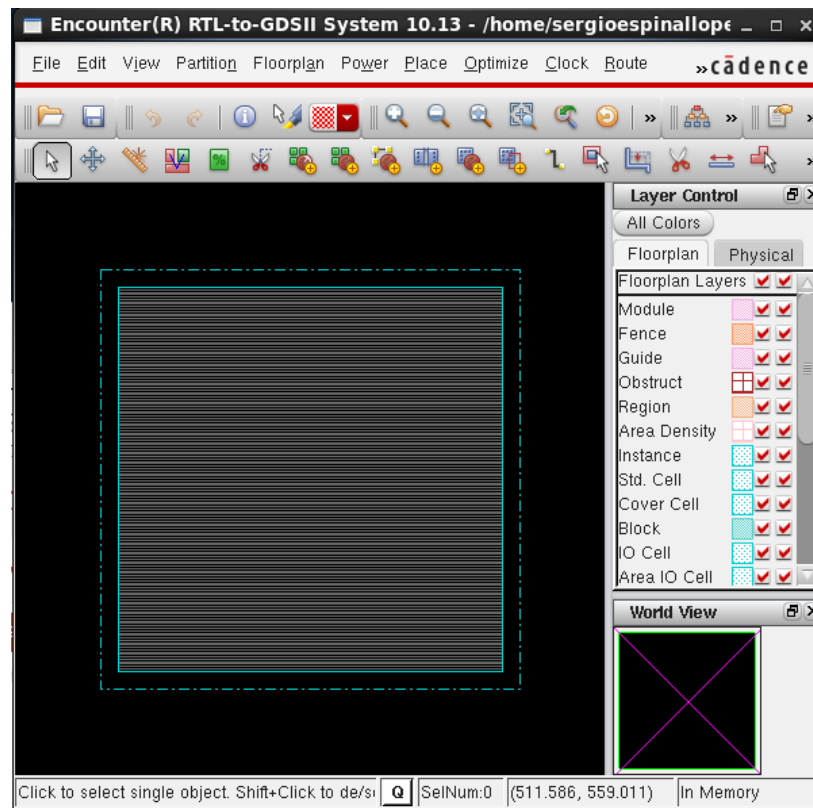 Encounter(R) RTL-to-GDSII System 10.13 - /home/sergioespinallope
File Edit View Partition Floorplan Power Place Optimize Clock Route » cādence
» » »
»
Layer Control
All Colors
Floorplan Physical
Floorplan Layers
Module
Fence
Guide
Obstruct
Region
Area Density
Instance
Std. Cell
Cover Cell
Block
IO Cell
Area IO Cell
World View
Click to select single object. Shift+Click to de/s Q SelNum:0 (511.586, 559.011) In Memory